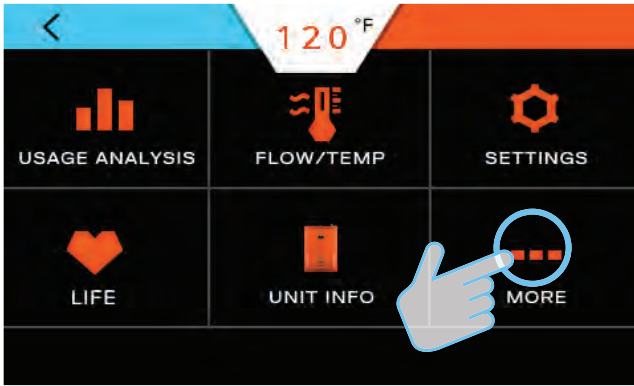 120 °F
USAGE ANALYSIS
FLOW/TEMP
SETTINGS
LIFE
UNIT INFO
MORE